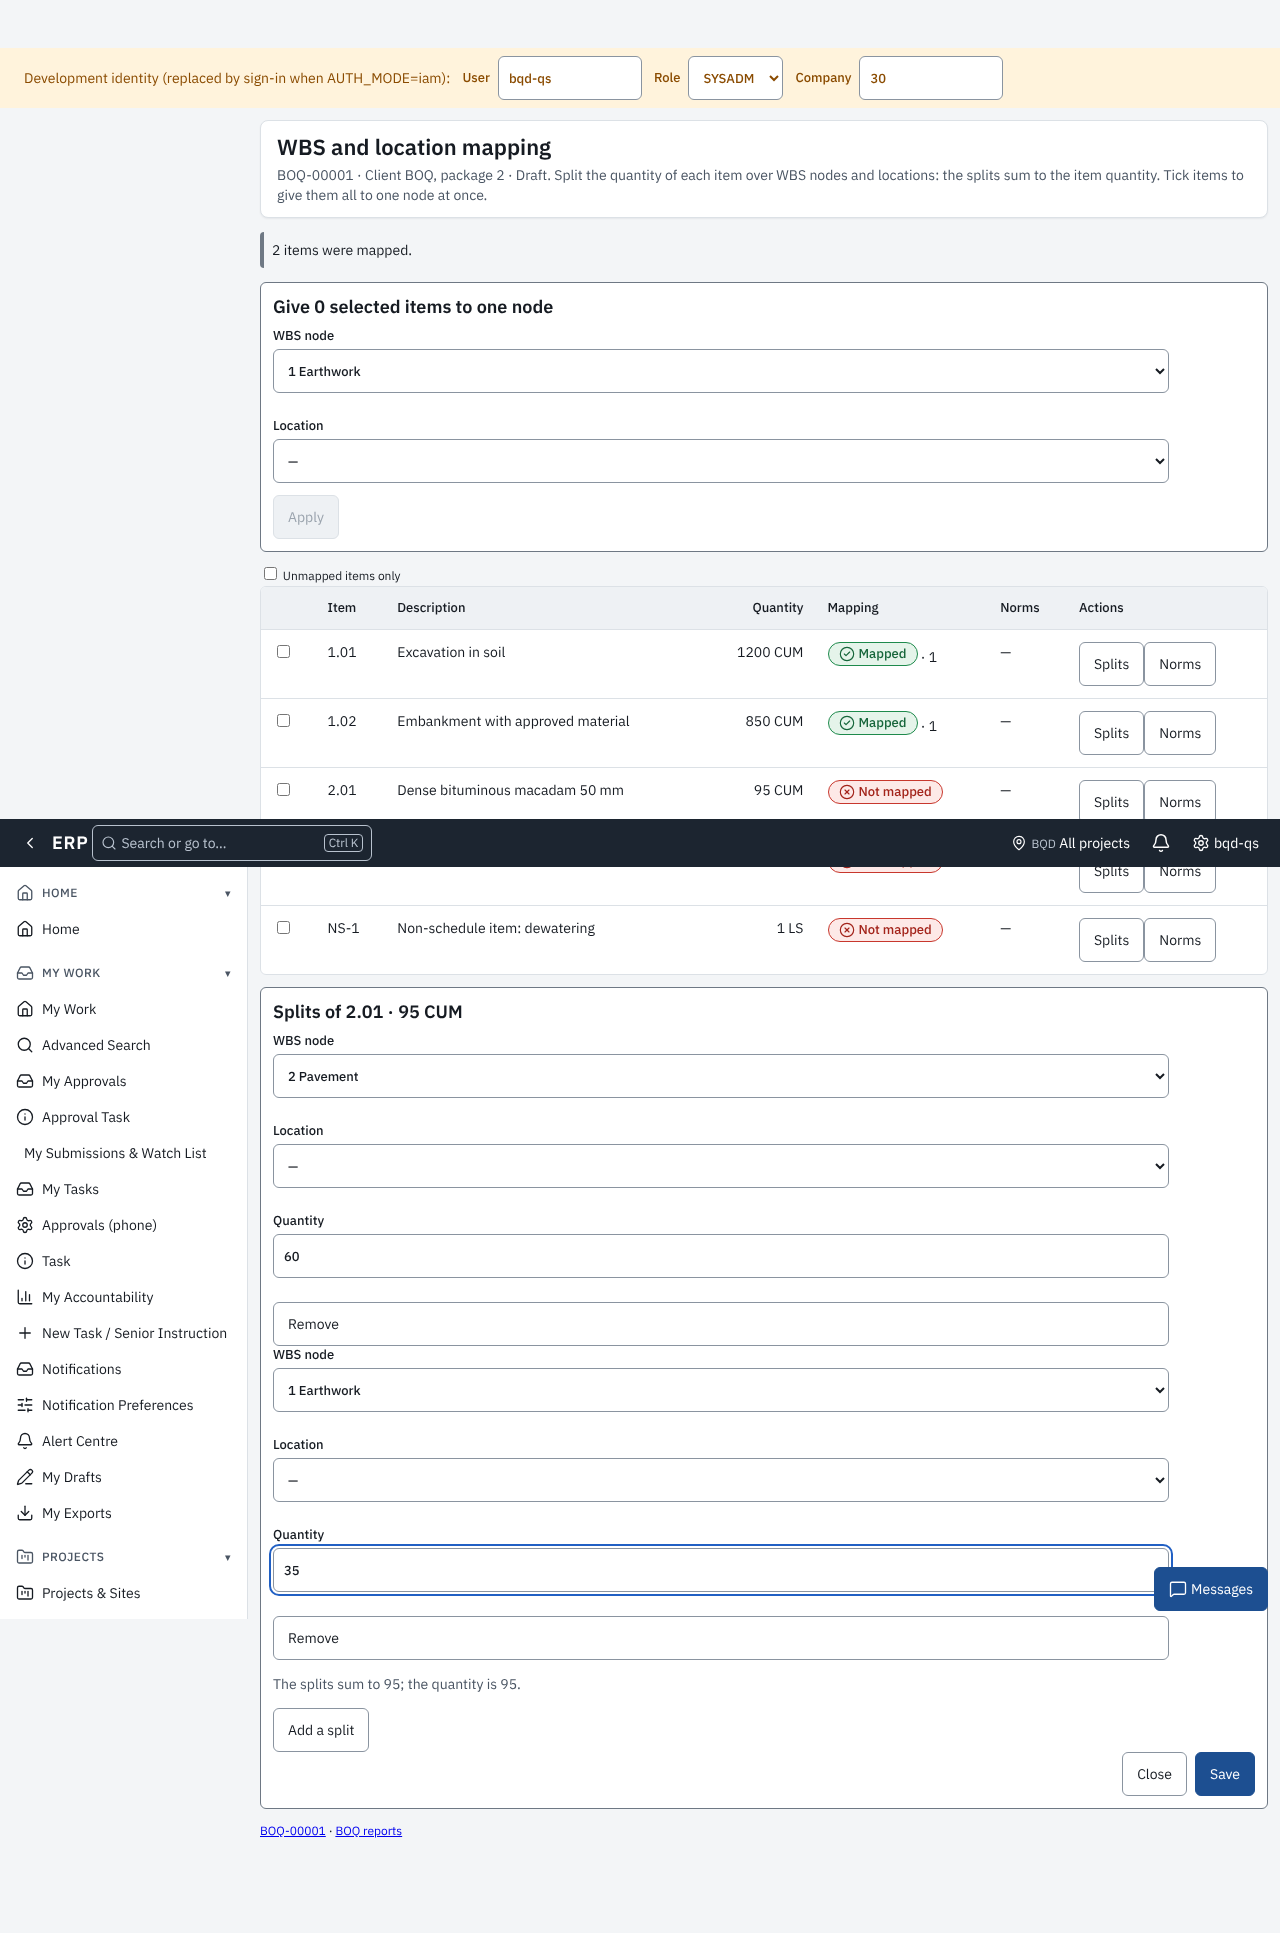 Development identity (replaced by sign-in when AUTH_MODE=iam): User bqd-qs Role SYSADM Company 30
WBS and location mapping
BOQ-00001 · Client BOQ, package 2 · Draft. Split the quantity of each item over WBS nodes and locations: the splits sum to the item quantity. Tick items to
give them all to one node at once.
2 items were mapped.
Give 0 selected items to one node
WBS node
1 Earthwork
Location
—
Apply
Unmapped items only
Item Description Quantity Mapping Norms Actions
1.01 Excavation in soil 1200 CUM Mapped · 1 — Splits Norms
1.02 Embankment with approved material 850 CUM Mapped · 1 — Splits Norms
2.01 Dense bituminous macadam 50 mm 95 CUM Not mapped — Splits Norms
ERP Search or go to... Ctrl K BQD All projects bqd-qs
Splits Norms
NS-1 Non-schedule item: dewatering 1 LS Not mapped — Splits Norms
HOME
Home
MY WORK
My Work
Advanced Search
My Approvals
Approval Task
My Submissions & Watch List
My Tasks
Approvals (phone)
Task
My Accountability
New Task / Senior Instruction
Notifications
Notification Preferences
Alert Centre
My Drafts
My Exports
PROJECTS
Projects & Sites
Splits of 2.01 · 95 CUM
WBS node
2 Pavement
Location
—
Quantity
60
Remove
WBS node
1 Earthwork
Location
—
Quantity
35
Messages
Remove
The splits sum to 95; the quantity is 95.
Add a split
Close Save
BOQ-00001 · BOQ reports